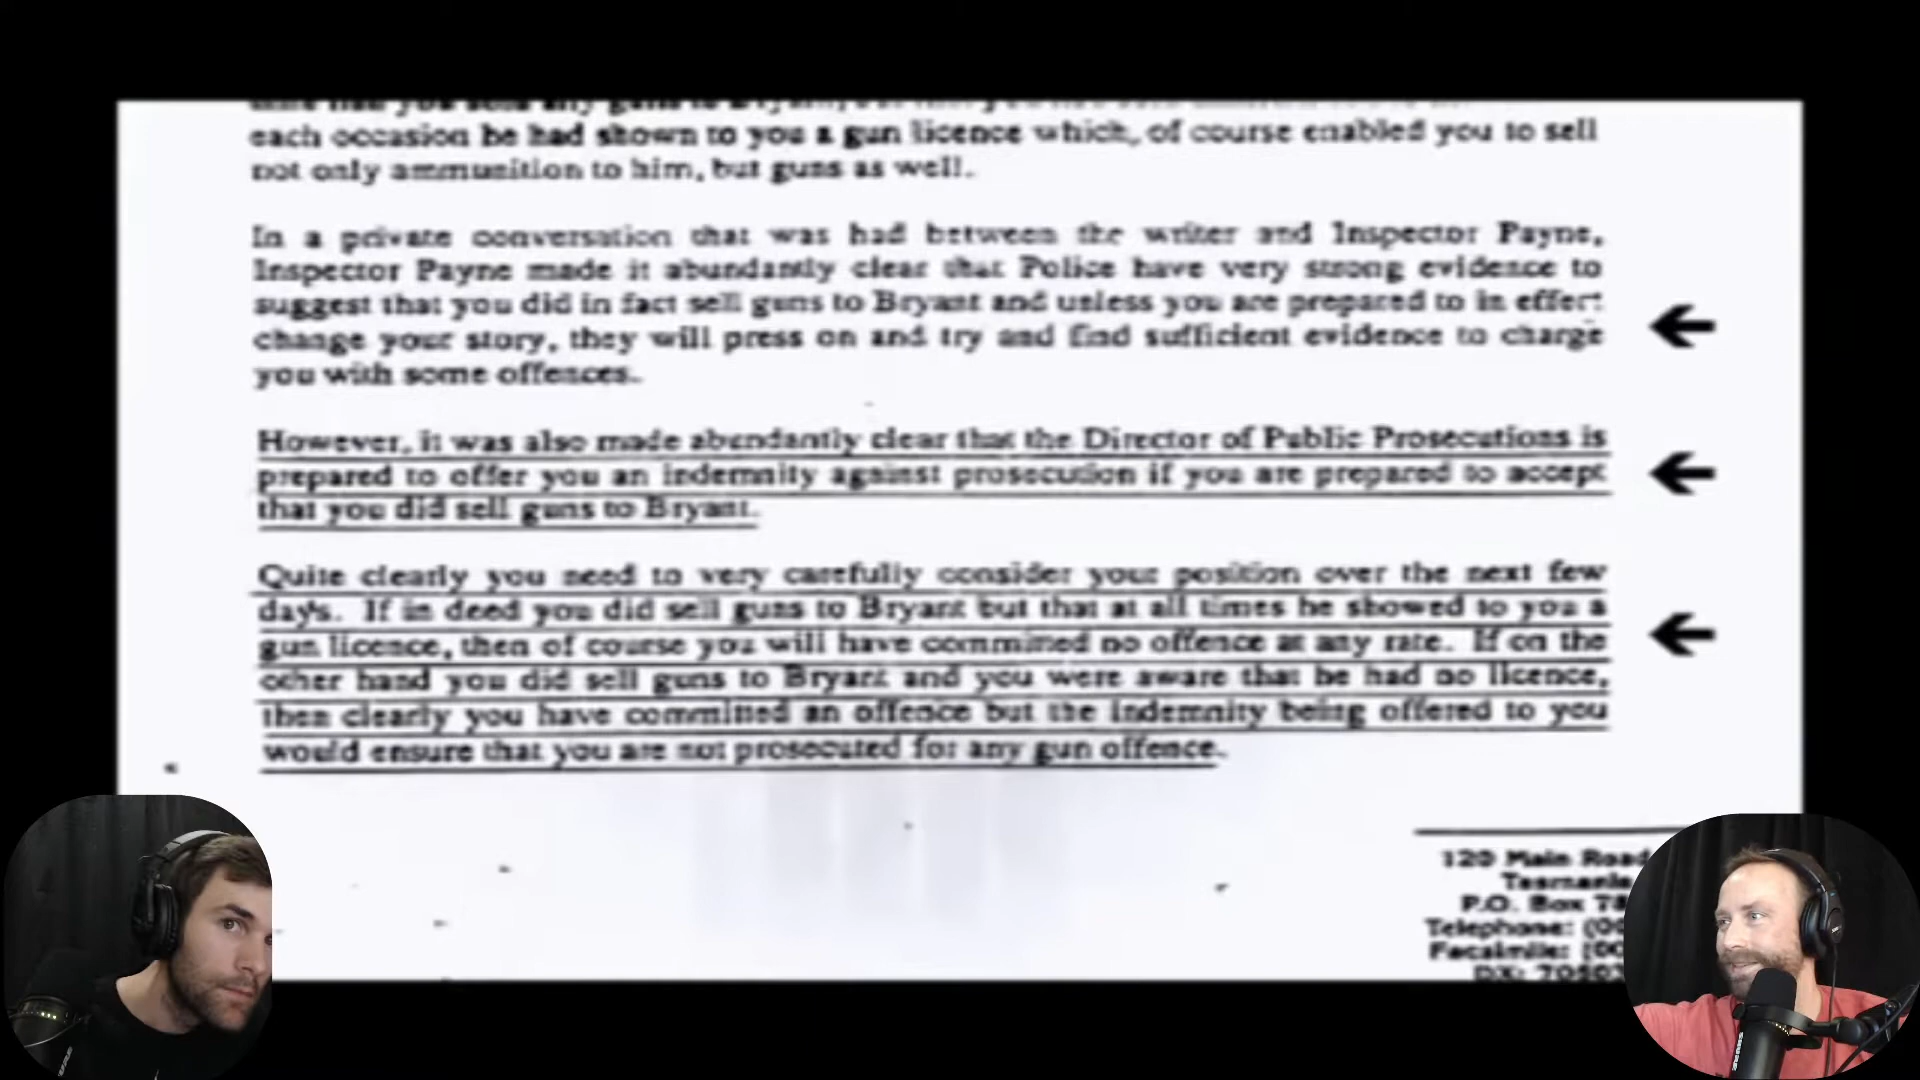 each occasion he had shown to you a gun licence which, of course enabled you to sell
not only ammunition to him, but guns as well.
In a private conversation that was had between the writer and Inspector Payne,
Inspector Payne made it abundantly clear that Police have very strong evidence to
suggest that you did in fact sell guns to Bryant and unless you are prepared to in effect
change your story, they will press on and try and find sufficient evidence to charge
you with some offences.
However, it was also made abundantly clear that the Director of Public Prosecutions is
prepared to offer you an indemnity against prosecution if you are prepared to accept
that you did sell guns to Bryant.
Quite clearly you need to very carefully consider your position over the next few
days. If in deed you did sell guns to Bryant but that at all times he showed to you a
gun licence, then of course you will have committed no offence at any rate. If on the
other hand you did sell guns to Bryant and you were aware that he had no licence,
then clearly you have committed an offence but the indemnity being offered to you
would ensure that you are not prosecuted for any gun offence.
120 Main Road
Tasmania
P.O. Box 78
Telephone: (00
Facsimile: (00
DX: 70503